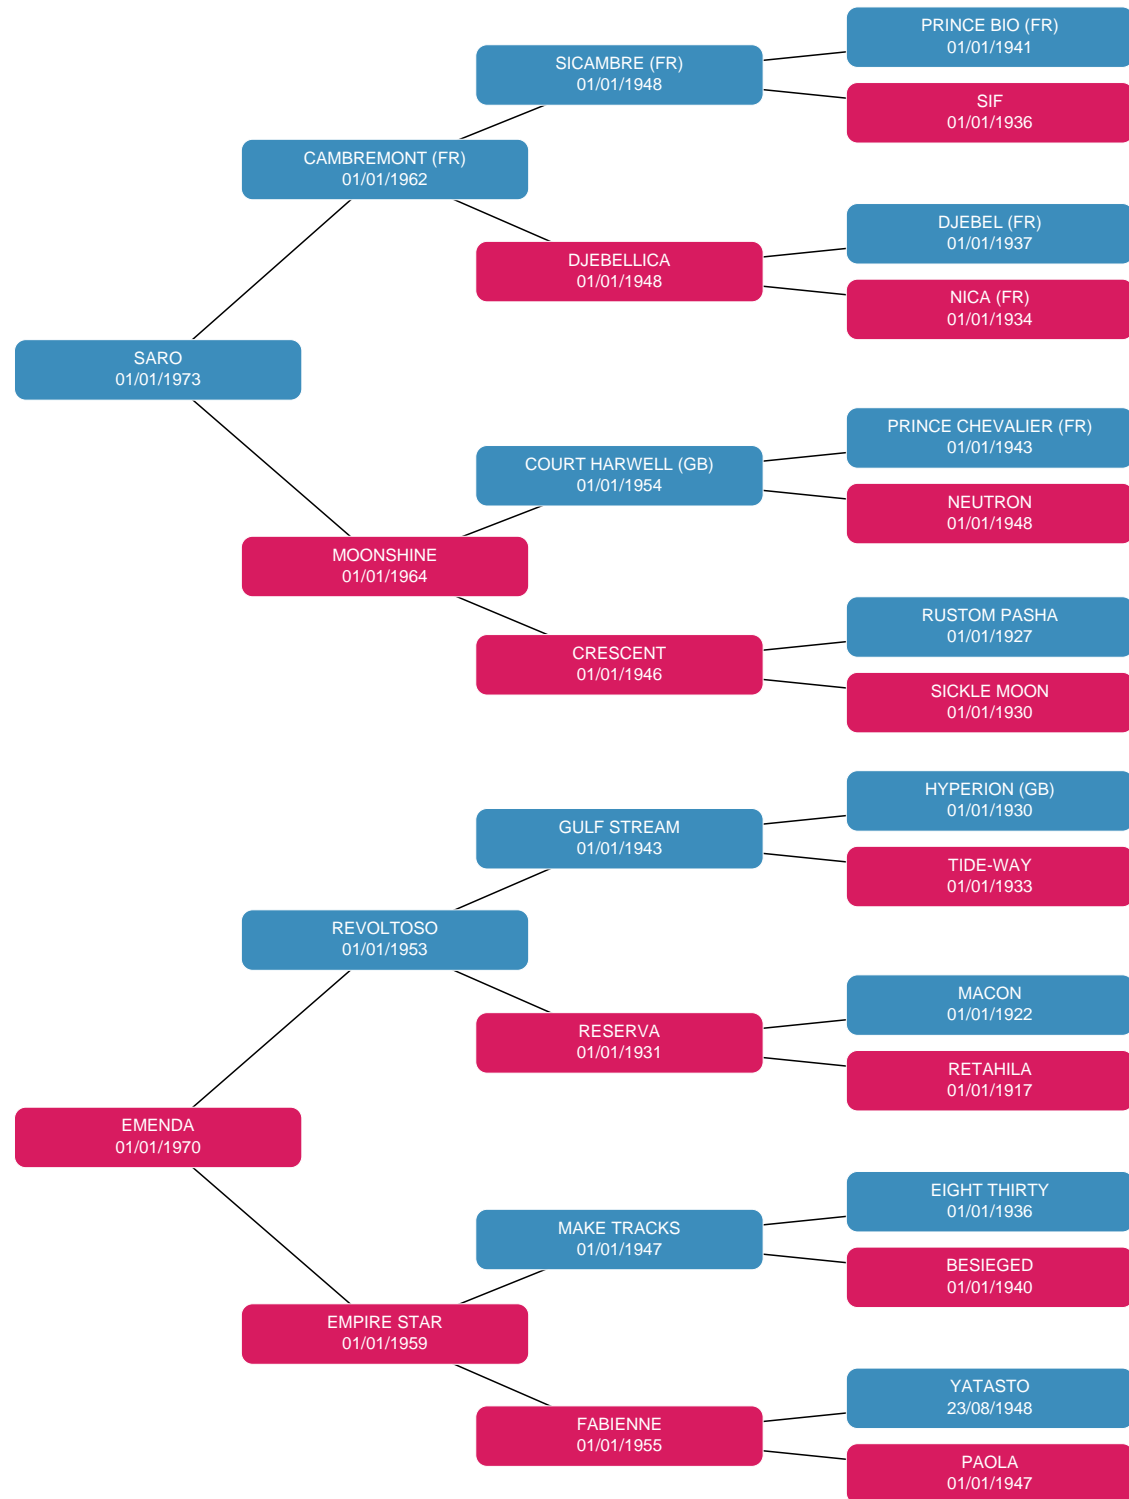 PRINCE BIO (FR)
01/01/1941
SICAMBRE (FR)
01/01/1948
SIF
01/01/1936
CAMBREMONT (FR)
01/01/1962
DJEBEL (FR)
01/01/1937
DJEBELLICA
01/01/1948
NICA (FR)
01/01/1934
SARO
01/01/1973
PRINCE CHEVALIER (FR)
01/01/1943
COURT HARWELL (GB)
01/01/1954
NEUTRON
01/01/1948
MOONSHINE
01/01/1964
RUSTOM PASHA
01/01/1927
CRESCENT
01/01/1946
SICKLE MOON
01/01/1930
HYPERION (GB)
01/01/1930
GULF STREAM
01/01/1943
TIDE-WAY
01/01/1933
REVOLTOSO
01/01/1953
MACON
01/01/1922
RESERVA
01/01/1931
RETAHILA
01/01/1917
EMENDA
01/01/1970
EIGHT THIRTY
01/01/1936
MAKE TRACKS
01/01/1947
BESIEGED
01/01/1940
EMPIRE STAR
01/01/1959
YATASTO
23/08/1948
FABIENNE
01/01/1955
PAOLA
01/01/1947